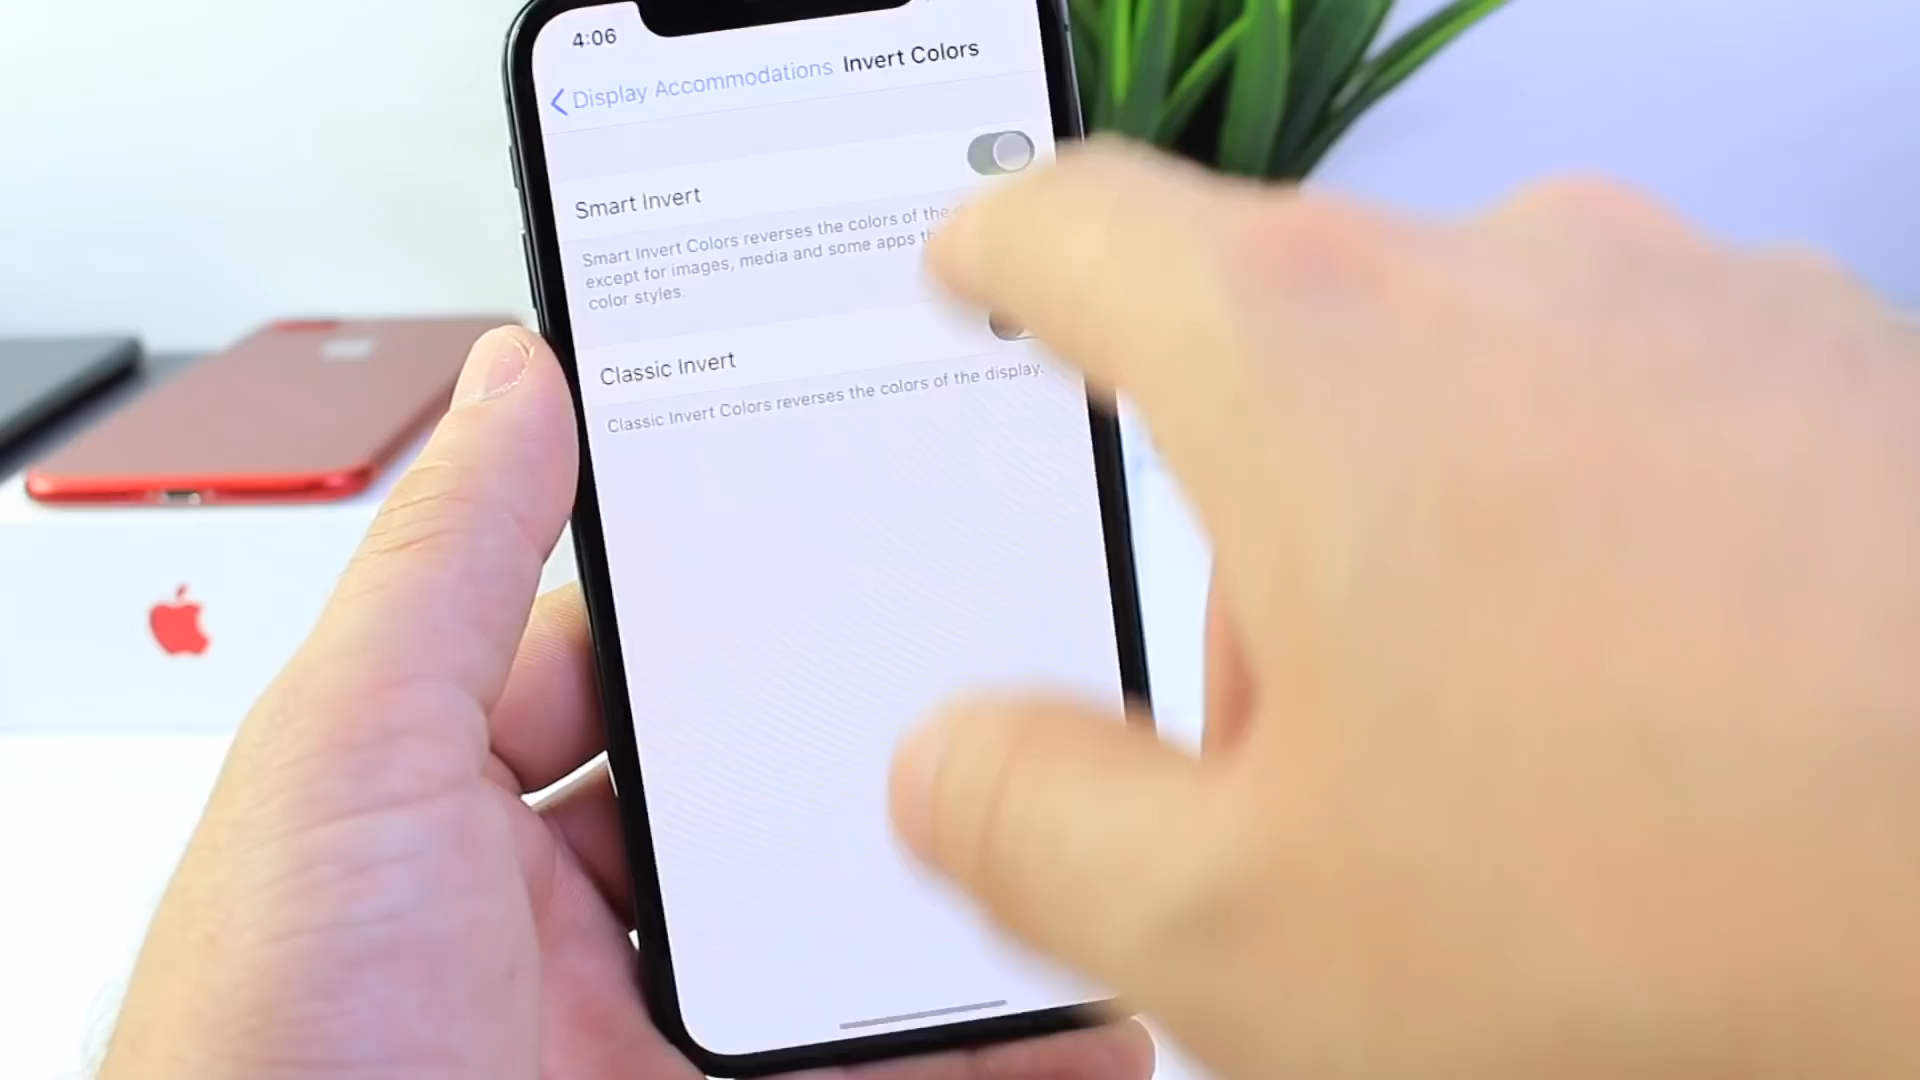 4:06
Display Accommodations Invert Colors
Smart Invert
Smart Invert Colors reverses the colors of the
except for images, media and some apps
color styles.
Classic Invert
Classic Invert Colors reverses the colors of the display.